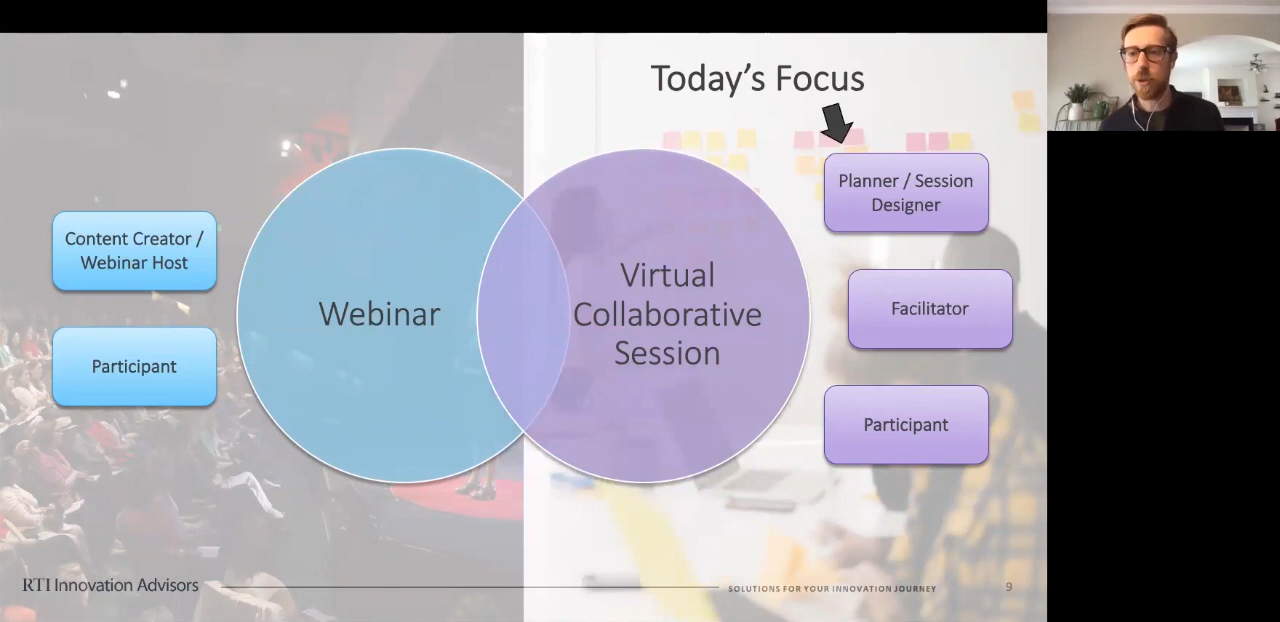 Today's Focus
Content Creator /
Webinar Host
Participant
Webinar
Virtual
Collaborative
Session
Planner / Session
Designer
Facilitator
Participant
RTI Innovation Advisors
SOLUTIONS FOR YOUR INNOVATION JOURNEY
9